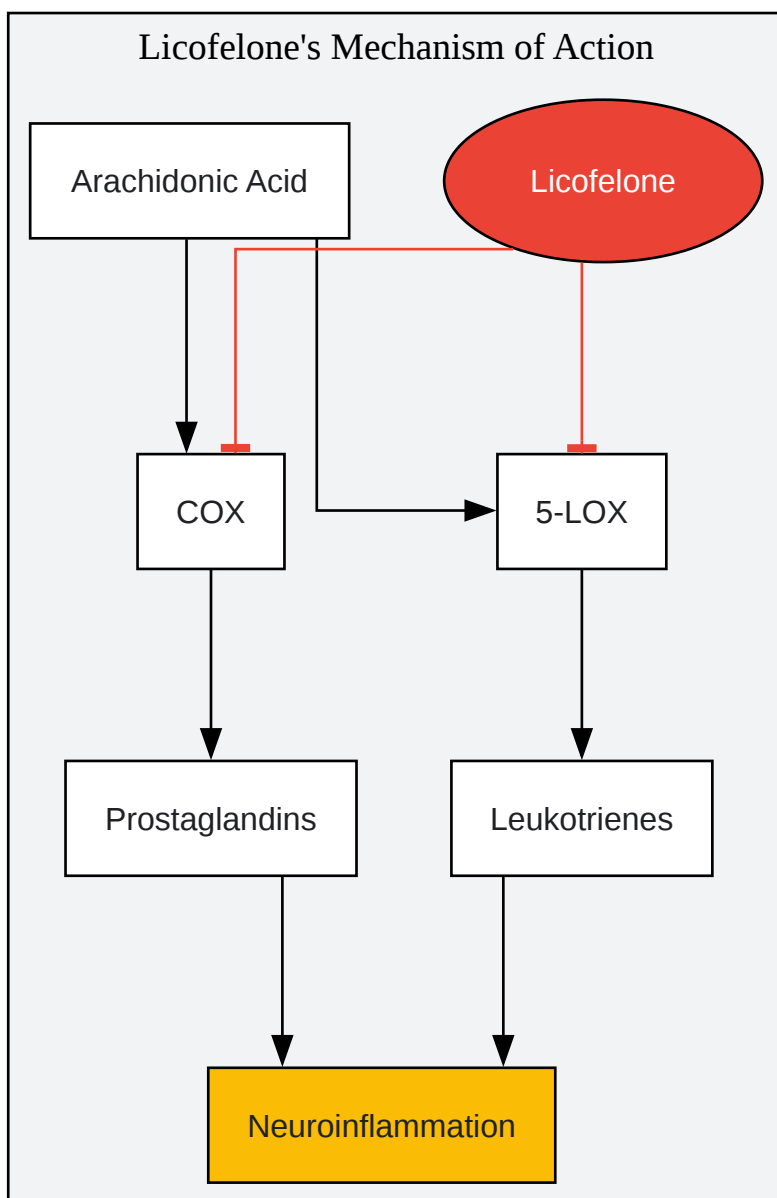 Licofelone's Mechanism of Action
Arachidonic Acid
Licofelone
COX
5-LOX
Prostaglandins
Leukotrienes
Neuroinflammation